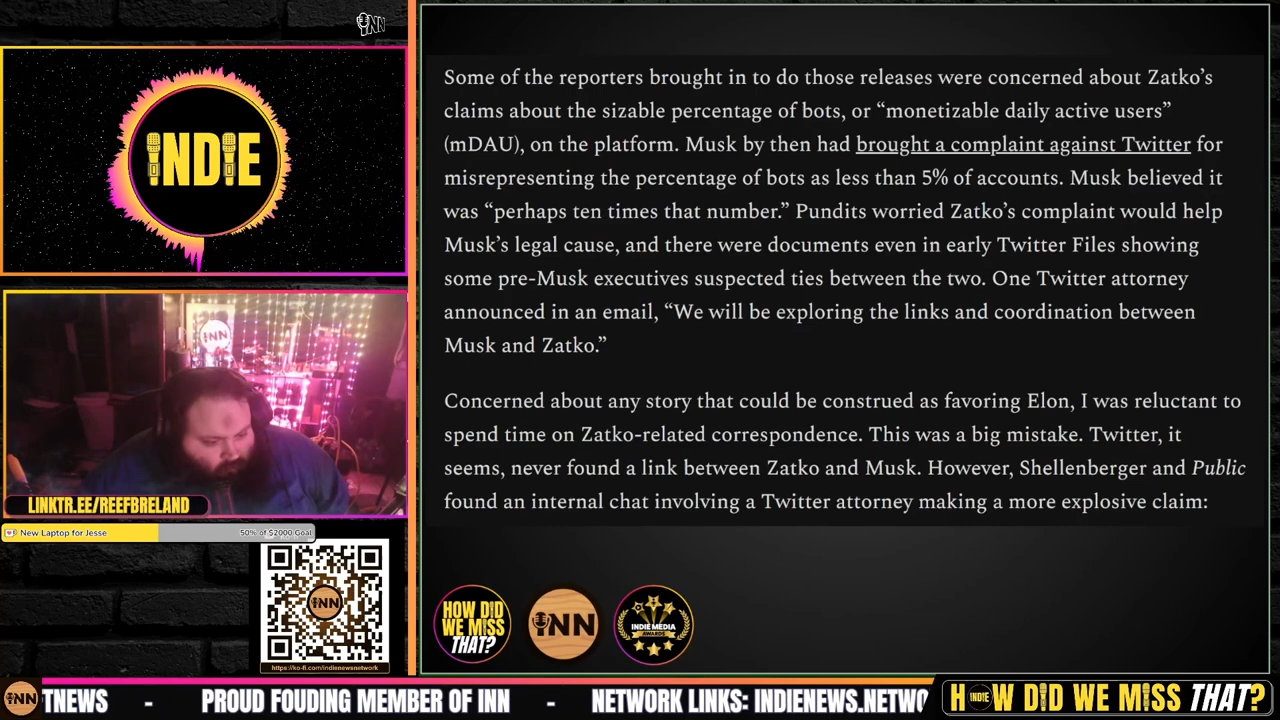 INN
INDIE
INN
LINKTR.EE/REEFBRELAND
New Laptop for Jesse
50% of $2000 Goal
INN
https://ko-fi.com/indienewsnetwork
Some of the reporters brought in to do those releases were concerned about Zatko’s
claims about the sizable percentage of bots, or “monetizable daily active users”
(mDAU), on the platform. Musk by then had brought a complaint against Twitter for
misrepresenting the percentage of bots as less than 5% of accounts. Musk believed it
was “perhaps ten times that number.” Pundits worried Zatko’s complaint would help
Musk’s legal cause, and there were documents even in early Twitter Files showing
some pre-Musk executives suspected ties between the two. One Twitter attorney
announced in an email, “We will be exploring the links and coordination between
Musk and Zatko.”
Concerned about any story that could be construed as favoring Elon, I was reluctant to
spend time on Zatko-related correspondence. This was a big mistake. Twitter, it
seems, never found a link between Zatko and Musk. However, Shellenberger and Public
found an internal chat involving a Twitter attorney making a more explosive claim:
HOW DID
WE MISS
THAT?
INN
INDIE MEDIA
AWARDS
INN
TNEWS - PROUD FOUDING MEMBER OF INN - NETWORK LINKS: INDIENEWS.NETWO
INDIE
HOW DID WE MISS THAT?